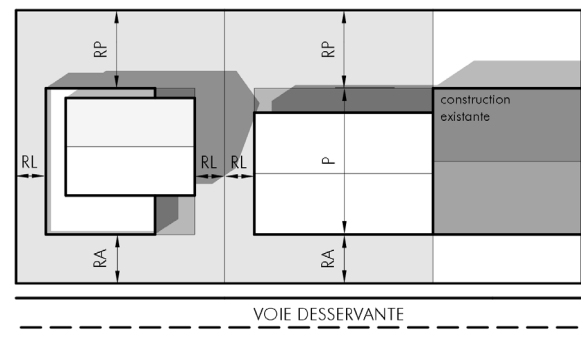 RP
RP
construction
existante
RL
RL
RL
P
RA
RA
VOIE DESSERVANTE